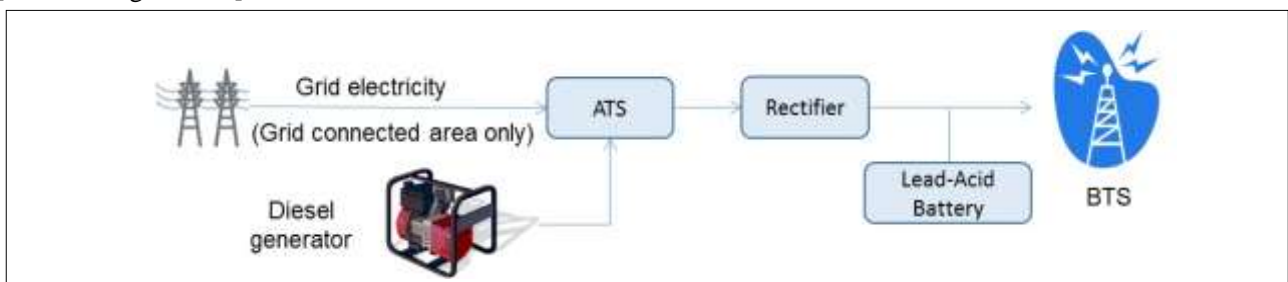 Grid electricity
(Grid connected area only)
ATS
Rectifier
Lead-Acid
Battery
BTS
Diesel
generator